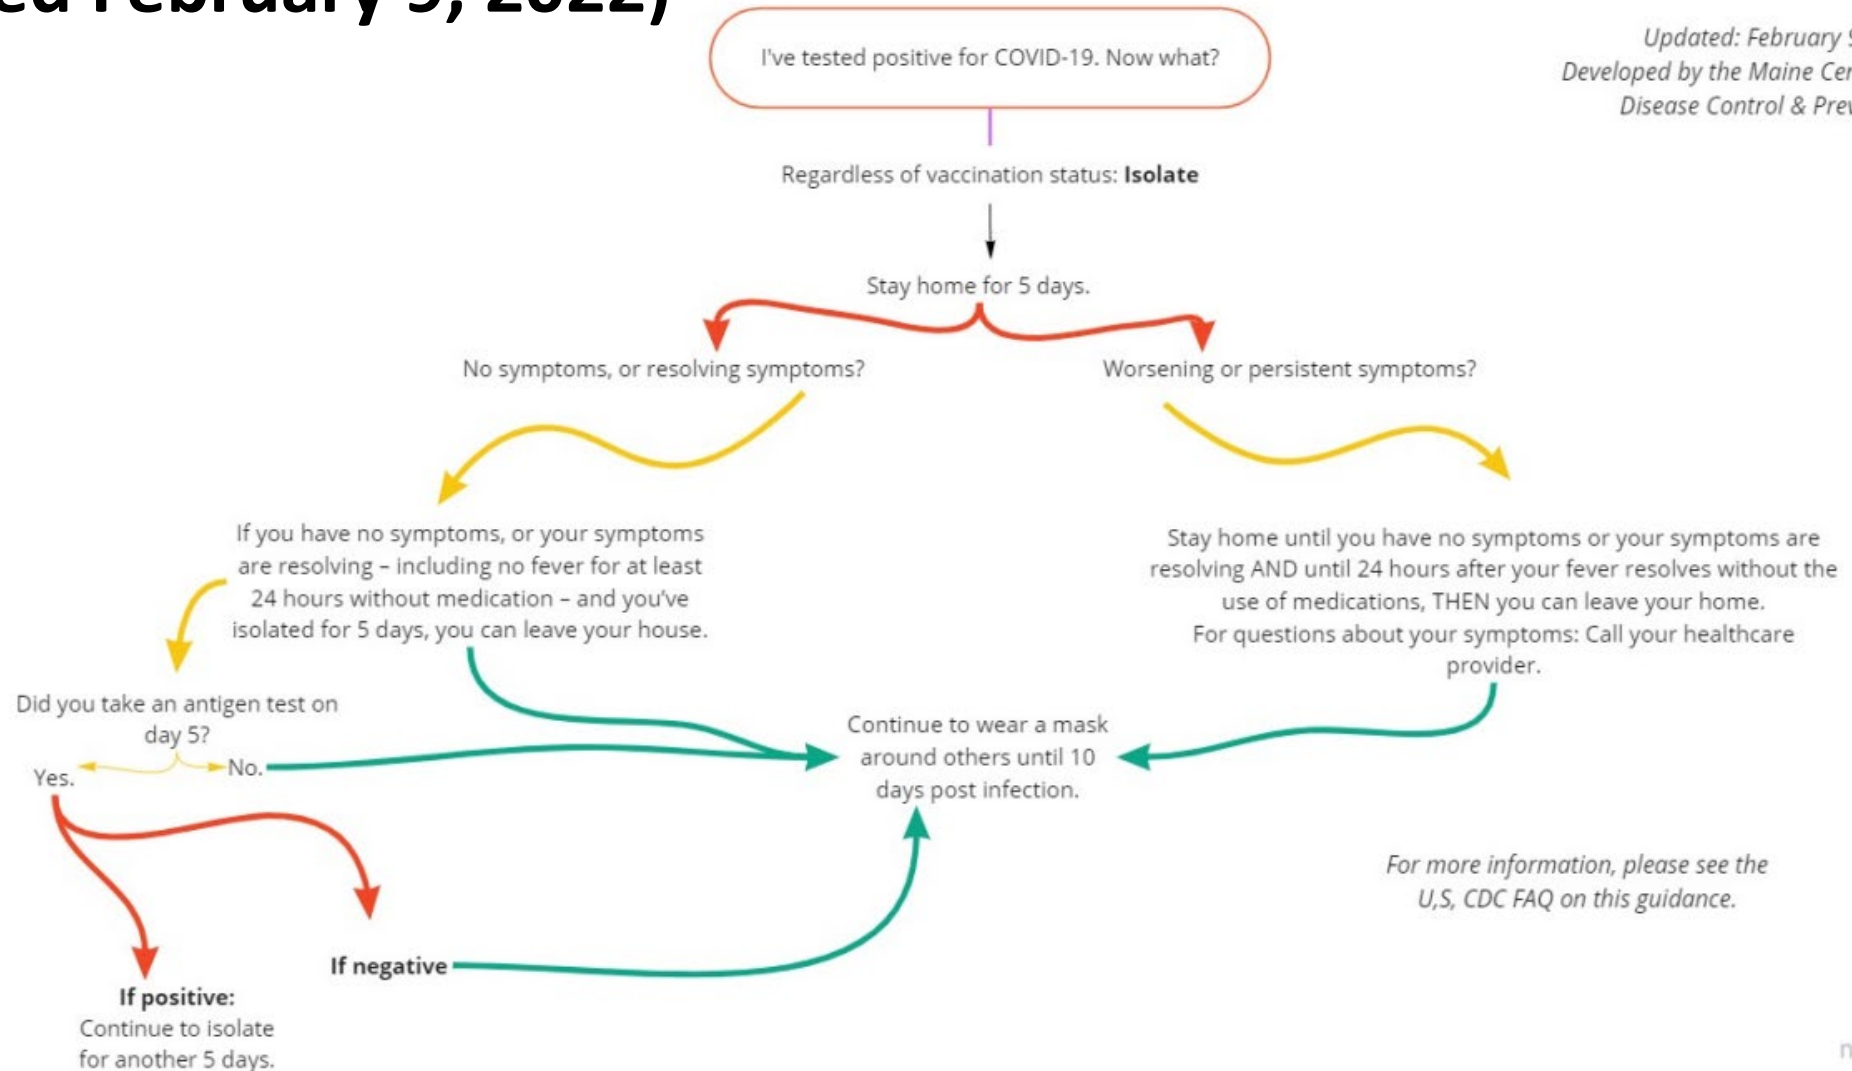 ed February 9, 2022)
I've tested positive for COVID-19. Now what?
Updated: February 9
Developed by the Maine Cen
Disease Control & Prev
Regardless of vaccination status: Isolate
Stay home for 5 days.
No symptoms, or resolving symptoms?
Worsening or persistent symptoms?
If you have no symptoms, or your symptoms
are resolving – including no fever for at least
24 hours without medication – and you've
isolated for 5 days, you can leave your house.
Stay home until you have no symptoms or your symptoms are
resolving AND until 24 hours after your fever resolves without the
use of medications, THEN you can leave your home.
For questions about your symptoms: Call your healthcare
provider.
Did you take an antigen test on
day 5?
Yes.
No.
Continue to wear a mask
around others until 10
days post infection.
For more information, please see the
U,S, CDC FAQ on this guidance.
If negative
If positive:
Continue to isolate
for another 5 days.